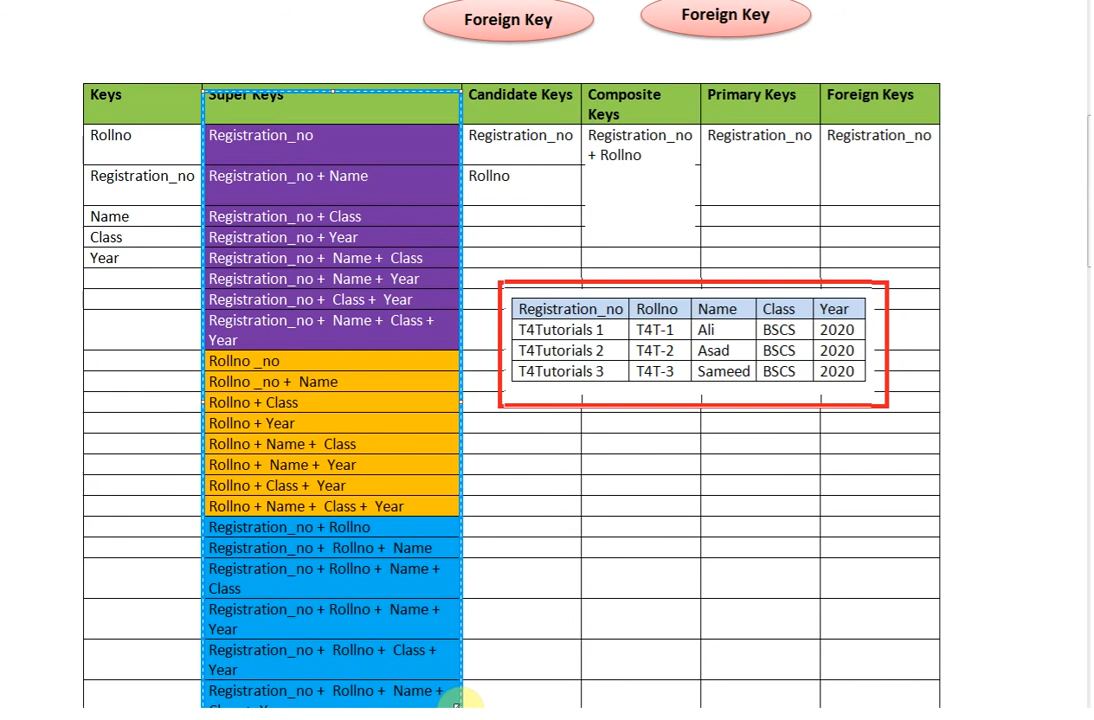 Foreign Key
Foreign Key
Keys
Super Keys
Candidate Keys
Composite
Keys
Primary Keys
Foreign Keys
Rollno
Registration_no
Registration_no
Registration_no
+ Rollno
Registration_no
Registration_no
Registration_no
Registration_no + Name
Rollno
Name
Registration_no + Class
Class
Registration_no + Year
Year
Registration_no + Name + Class
Registration_no + Name + Year
Registration_no + Class + Year
Registration_no + Name + Class +
Year
Rollno _no
Rollno _no + Name
Rollno + Class
Rollno + Year
Rollno + Name + Class
Rollno + Name + Year
Rollno + Class + Year
Rollno + Name + Class + Year
Registration_no + Rollno
Registration_no + Rollno + Name
Registration_no + Rollno + Name +
Class
Registration_no + Rollno + Name +
Year
Registration_no + Rollno + Class +
Year
Registration_no + Rollno + Name +
Registration_no Rollno Name Class Year
T4Tutorials 1 T4T-1 Ali BSCS 2020
T4Tutorials 2 T4T-2 Asad BSCS 2020
T4Tutorials 3 T4T-3 Sameed BSCS 2020